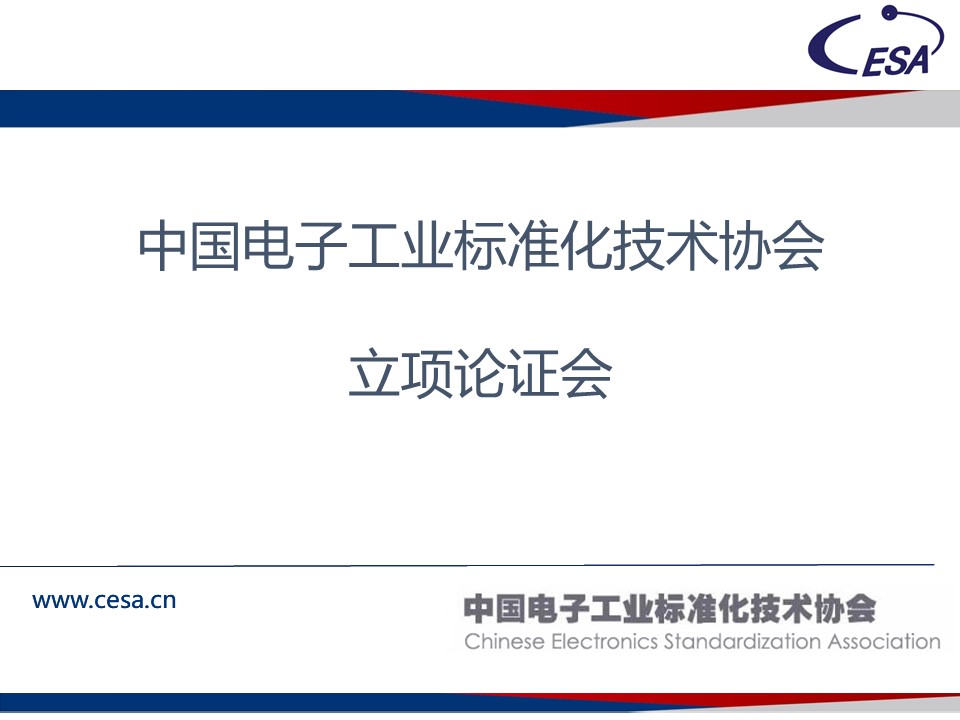 CESA
中国电子工业标准化技术协会
立项论证会
www.cesa.cn
中国电子工业标准化技术协会
Chinese Electronics Standardization Association